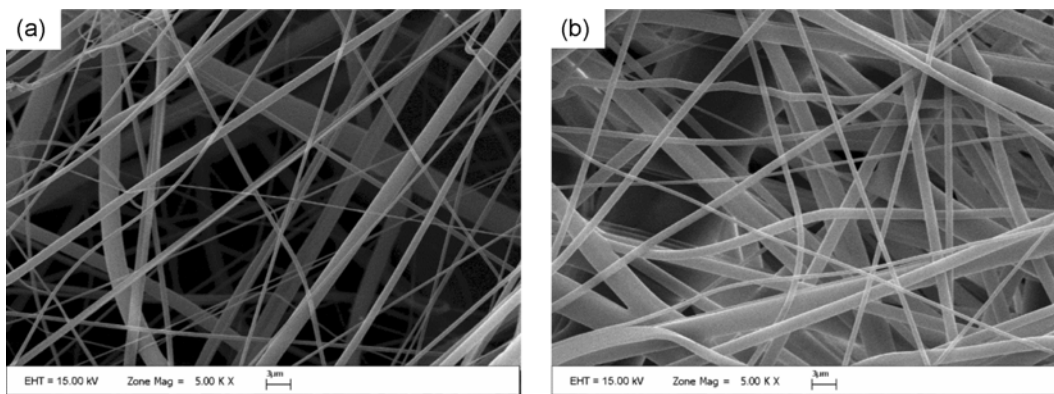 (a)
EHT = 15.00 kV Zone Mag = 5.00 K X 3µm
(b)
EHT = 15.00 kV Zone Mag = 5.00 K X 3µm